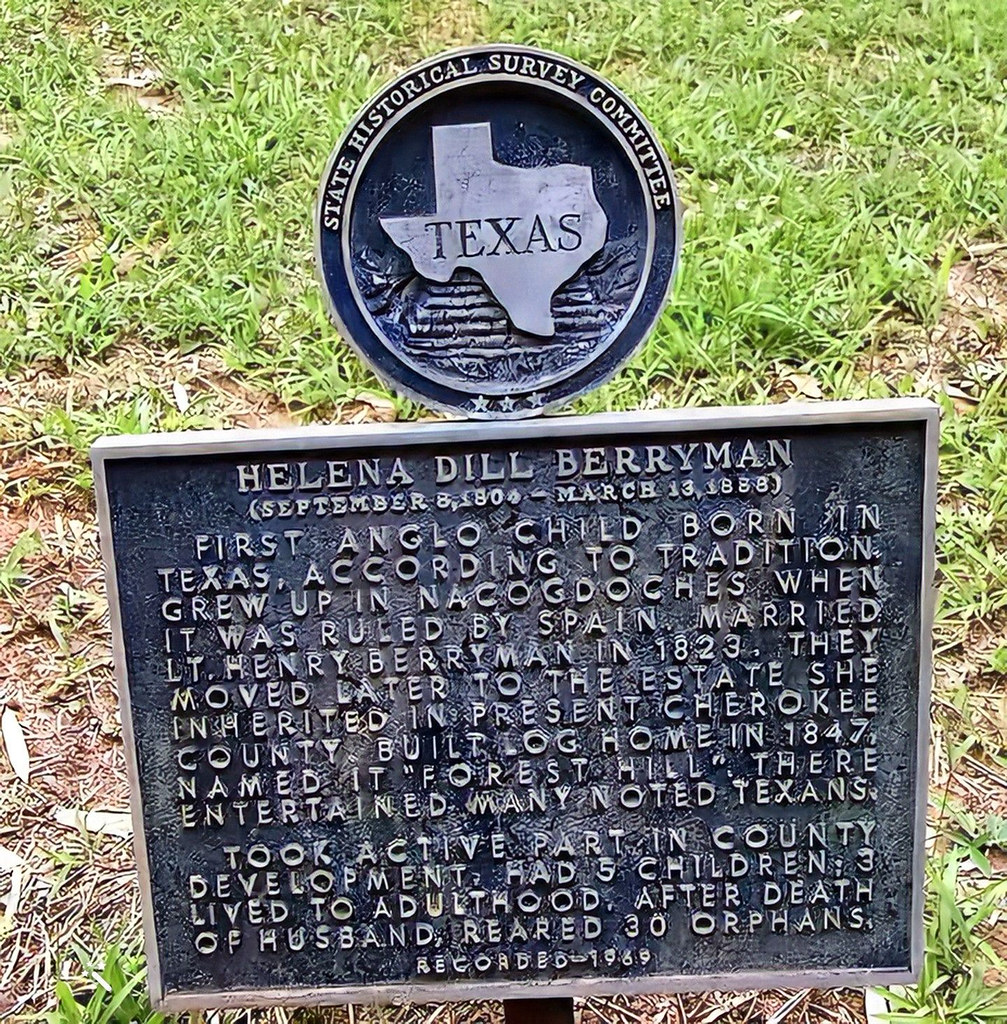 STATE HISTORICAL SURVEY COMMITTEE
TEXAS
HELENA DILL BERRYMAN
(SEPTEMBER 8, 1804 - MARCH 13, 1888)
FIRST ANGLO CHILD BORN IN
TEXAS, ACCORDING TO TRADITION.
GREW UP IN NACOGDOCHES WHEN
IT WAS RULED BY SPAIN. MARRIED
LT. HENRY BERRYMAN IN 1823. THEY
MOVED LATER TO THE ESTATE SHE
INHERITED IN PRESENT CHEROKEE
COUNTY. BUILT LOG HOME IN 1847,
NAMED IT "FOREST HILL". THERE
ENTERTAINED MANY NOTED TEXANS.
TOOK ACTIVE PART IN COUNTY
DEVELOPMENT. HAD 5 CHILDREN; 3
LIVED TO ADULTHOOD. AFTER DEATH
OF HUSBAND, REARED 30 ORPHANS.
RECORDED-1969